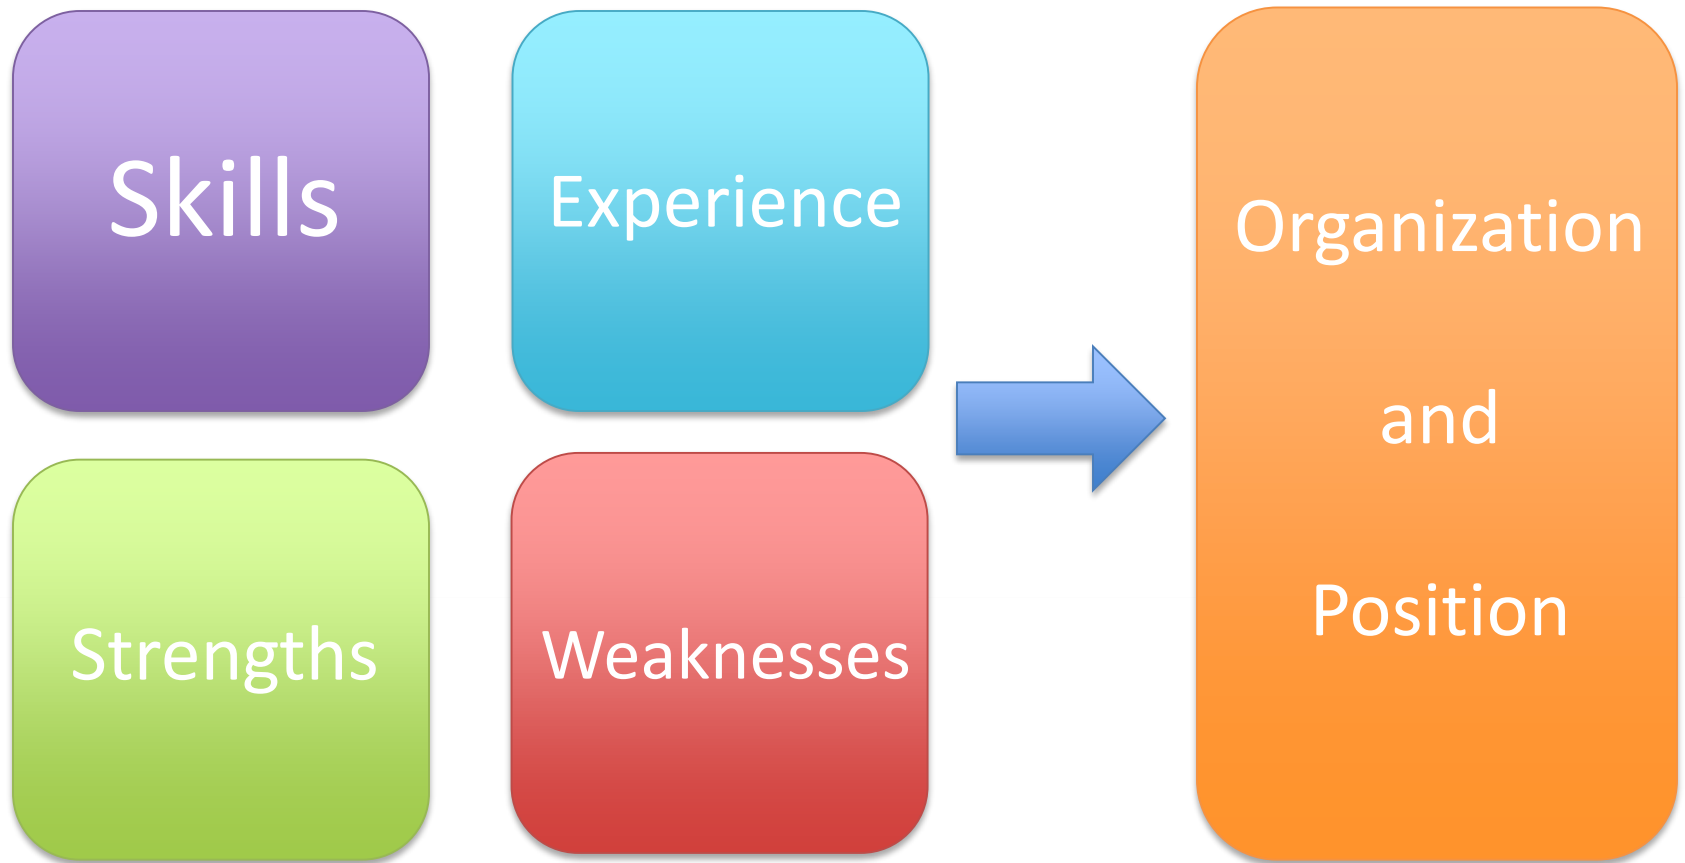 Skills
Experience
Strengths
Weaknesses
Organization
and
Position